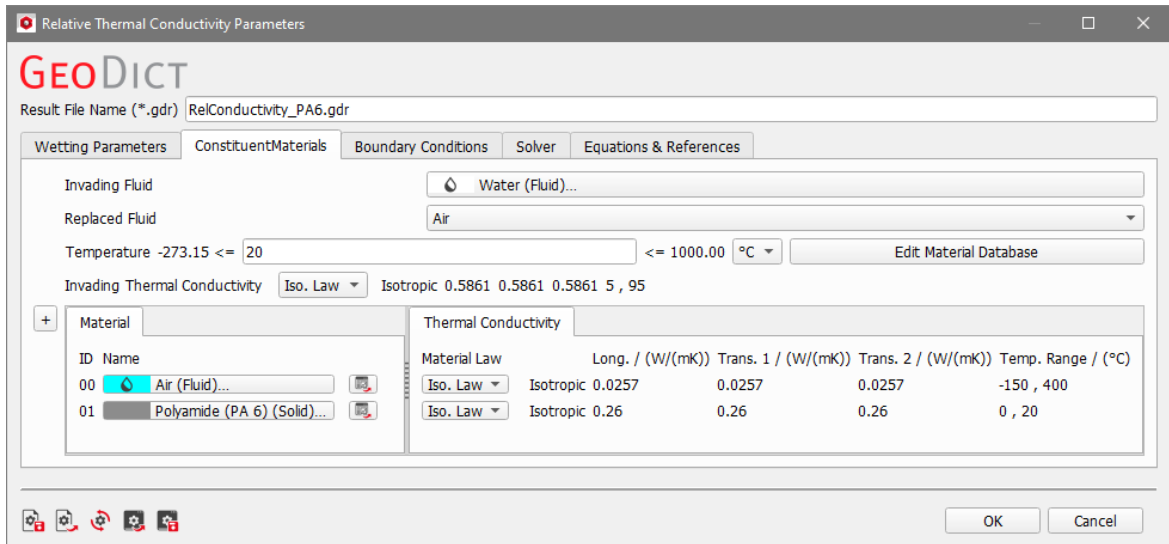 Relative Thermal Conductivity Parameters
GEODICT
Result File Name (*.gdr) RelConductivity_PA6.gdr
Wetting Parameters ConstituentMaterials Boundary Conditions Solver Equations & References
Invading Fluid Water (Fluid)...
Replaced Fluid Air
Temperature -273.15 <= 20 <= 1000.00 °C Edit Material Database
Invading Thermal Conductivity Iso. Law Isotropic 0.5861 0.5861 0.5861 5 , 95
+ Material Thermal Conductivity
ID Name Material Law Long. / (W/(mK)) Trans. 1 / (W/(mK)) Trans. 2 / (W/(mK)) Temp. Range / (°C)
00 Air (Fluid)... Iso. Law Isotropic 0.0257 0.0257 0.0257 -150 , 400
01 Polyamide (PA 6) (Solid)... Iso. Law Isotropic 0.26 0.26 0.26 0 , 20
OK Cancel